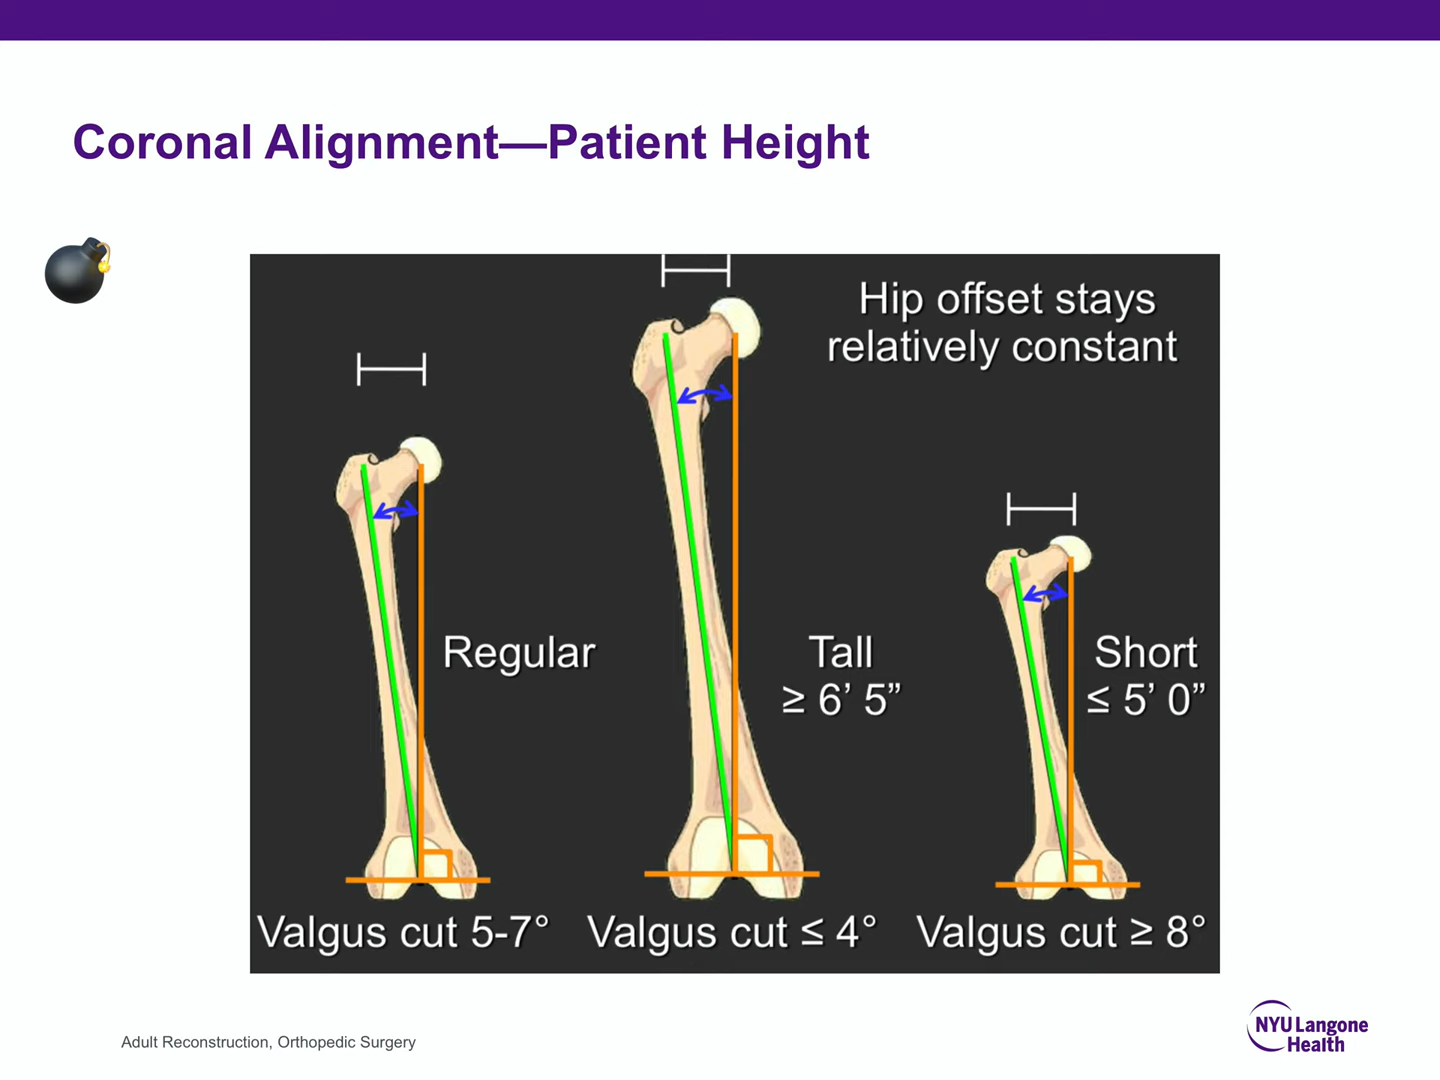 Coronal Alignment—Patient Height
Hip offset stays
relatively constant
Regular
Tall
≥ 6’ 5”
Short
≤ 5’ 0”
Valgus cut 5-7°
Valgus cut ≤ 4°
Valgus cut ≥ 8°
Adult Reconstruction, Orthopedic Surgery
NYU Langone
Health